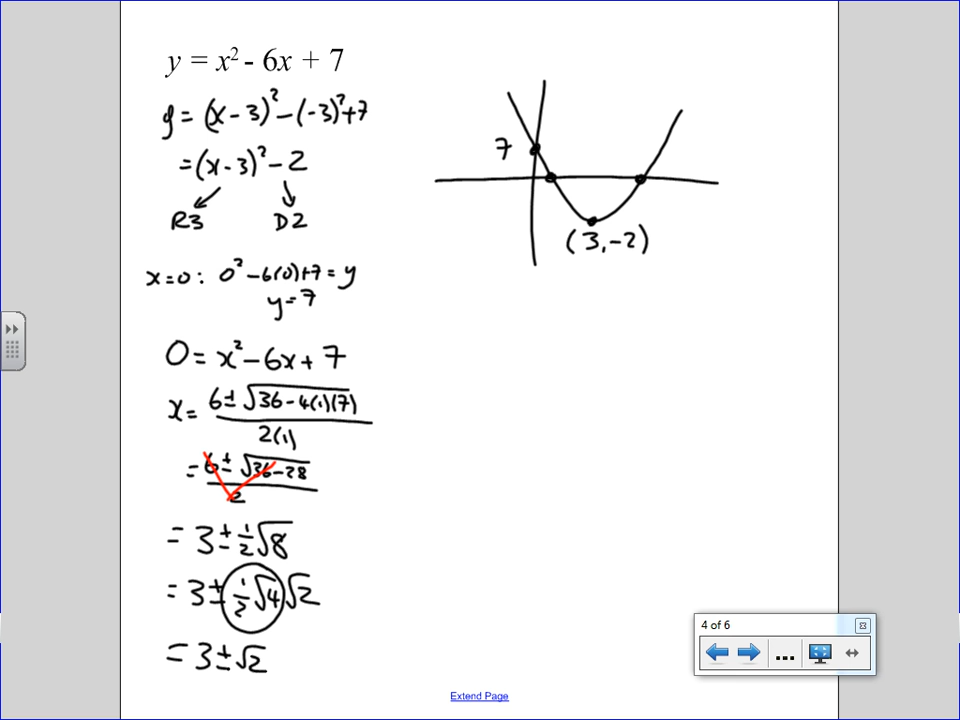 y = x² - 6x + 7
y = (x - 3)² - (-3)² + 7
= (x - 3)² - 2
R3 D2
x = 0 : 0² - 6(0) + 7 = y
y = 7
0 = x² - 6x + 7
x = 6 ± √36 - 4(1)(7)
2(1)
= 6 ± √36 - 28
2
= 3 ± 1/2 √8
= 3 ± 1/2 √4 √2
= 3 ± √2
7
(3, -2)
4 of 6
...
Extend Page